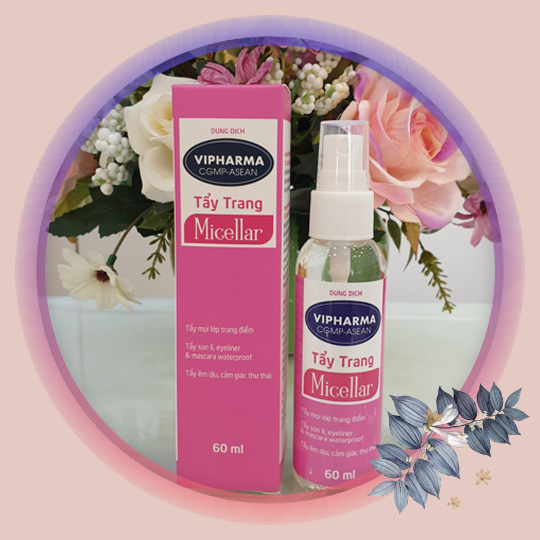 DUNG DỊCH
VIPHARMA
CGMP-ASEAN
Tẩy Trang
Micellar
Tẩy mọi lớp trang điểm
Tẩy son lì, eyeliner
& mascara waterproof
Tẩy êm dịu, cảm giác thư thái
60 ml
DUNG DỊCH
VIPHARMA
CGMP-ASEAN
Tẩy Trang
Micellar
Tẩy mọi lớp trang điểm
Tẩy son lì, eyeliner
& mascara waterproof
Tẩy êm dịu, cảm giác thư thái
60 ml